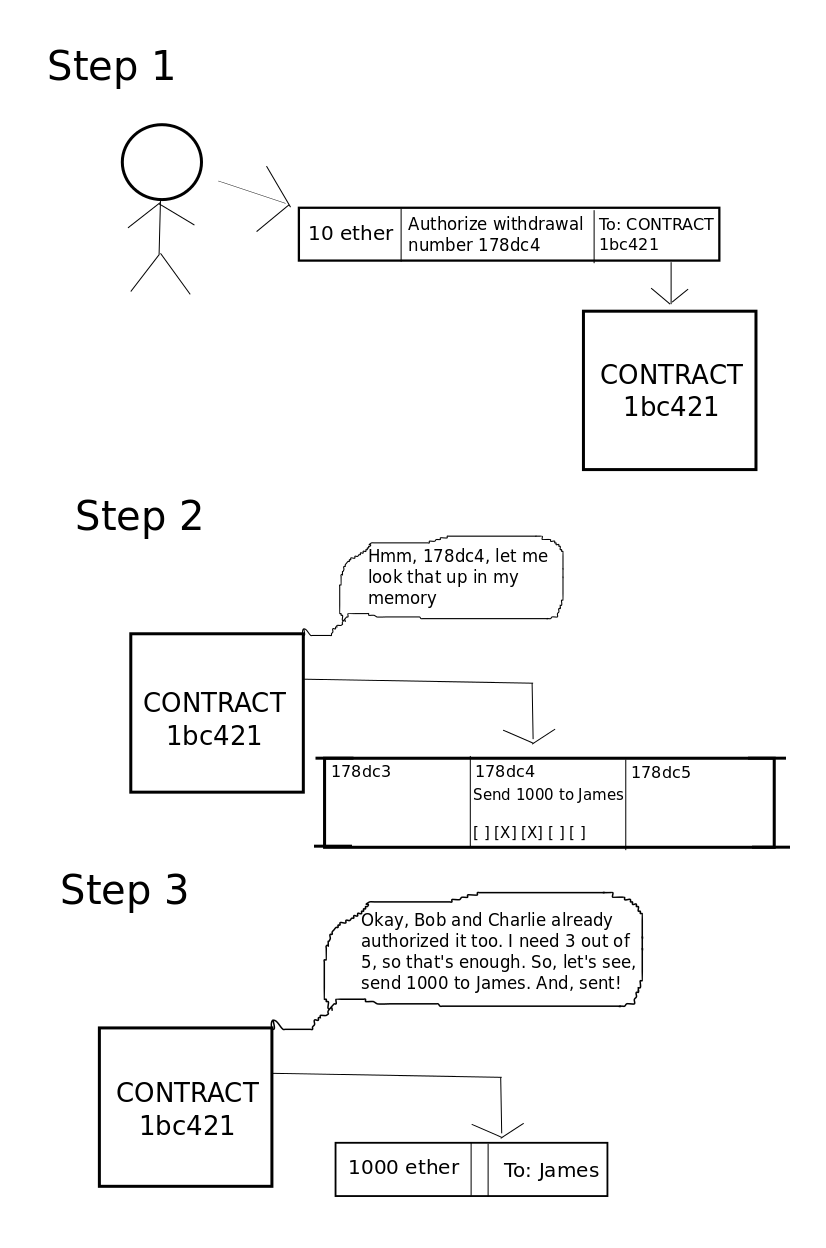 Step 1
10 ether
Authorize withdrawal
number 178dc4
To: CONTRACT
1bc421
CONTRACT
1bc421
Step 2
Hmm, 178dc4, let me
look that up in my
memory
CONTRACT
1bc421
178dc3
178dc4
Send 1000 to James
[ ] [X] [X] [ ] [ ]
178dc5
Step 3
Okay, Bob and Charlie already
authorized it too. I need 3 out of
5, so that's enough. So, let's see,
send 1000 to James. And, sent!
CONTRACT
1bc421
1000 ether
To: James